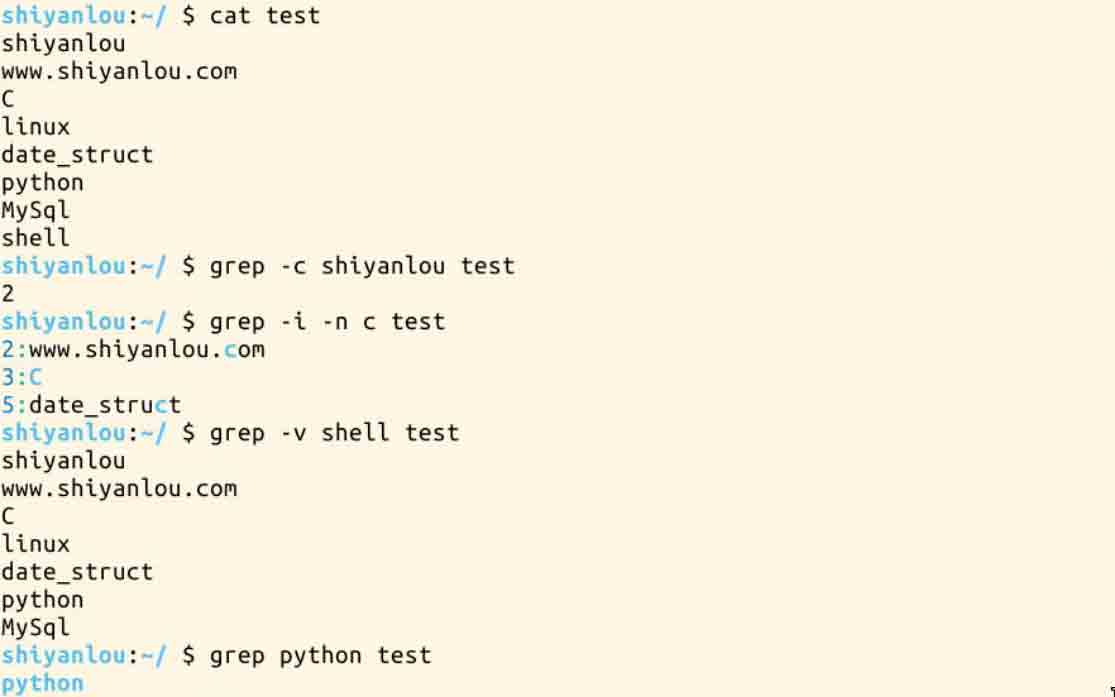 shiyanlou:~/ $ cat test
shiyanlou
www.shiyanlou.com
C
linux
date_struct
python
MySql
shell
shiyanlou:~/ $ grep -c shiyanlou test
2
shiyanlou:~/ $ grep -i -n c test
2:www.shiyanlou.com
3:C
5:date_struct
shiyanlou:~/ $ grep -v shell test
shiyanlou
www.shiyanlou.com
C
linux
date_struct
python
MySql
shiyanlou:~/ $ grep python test
python